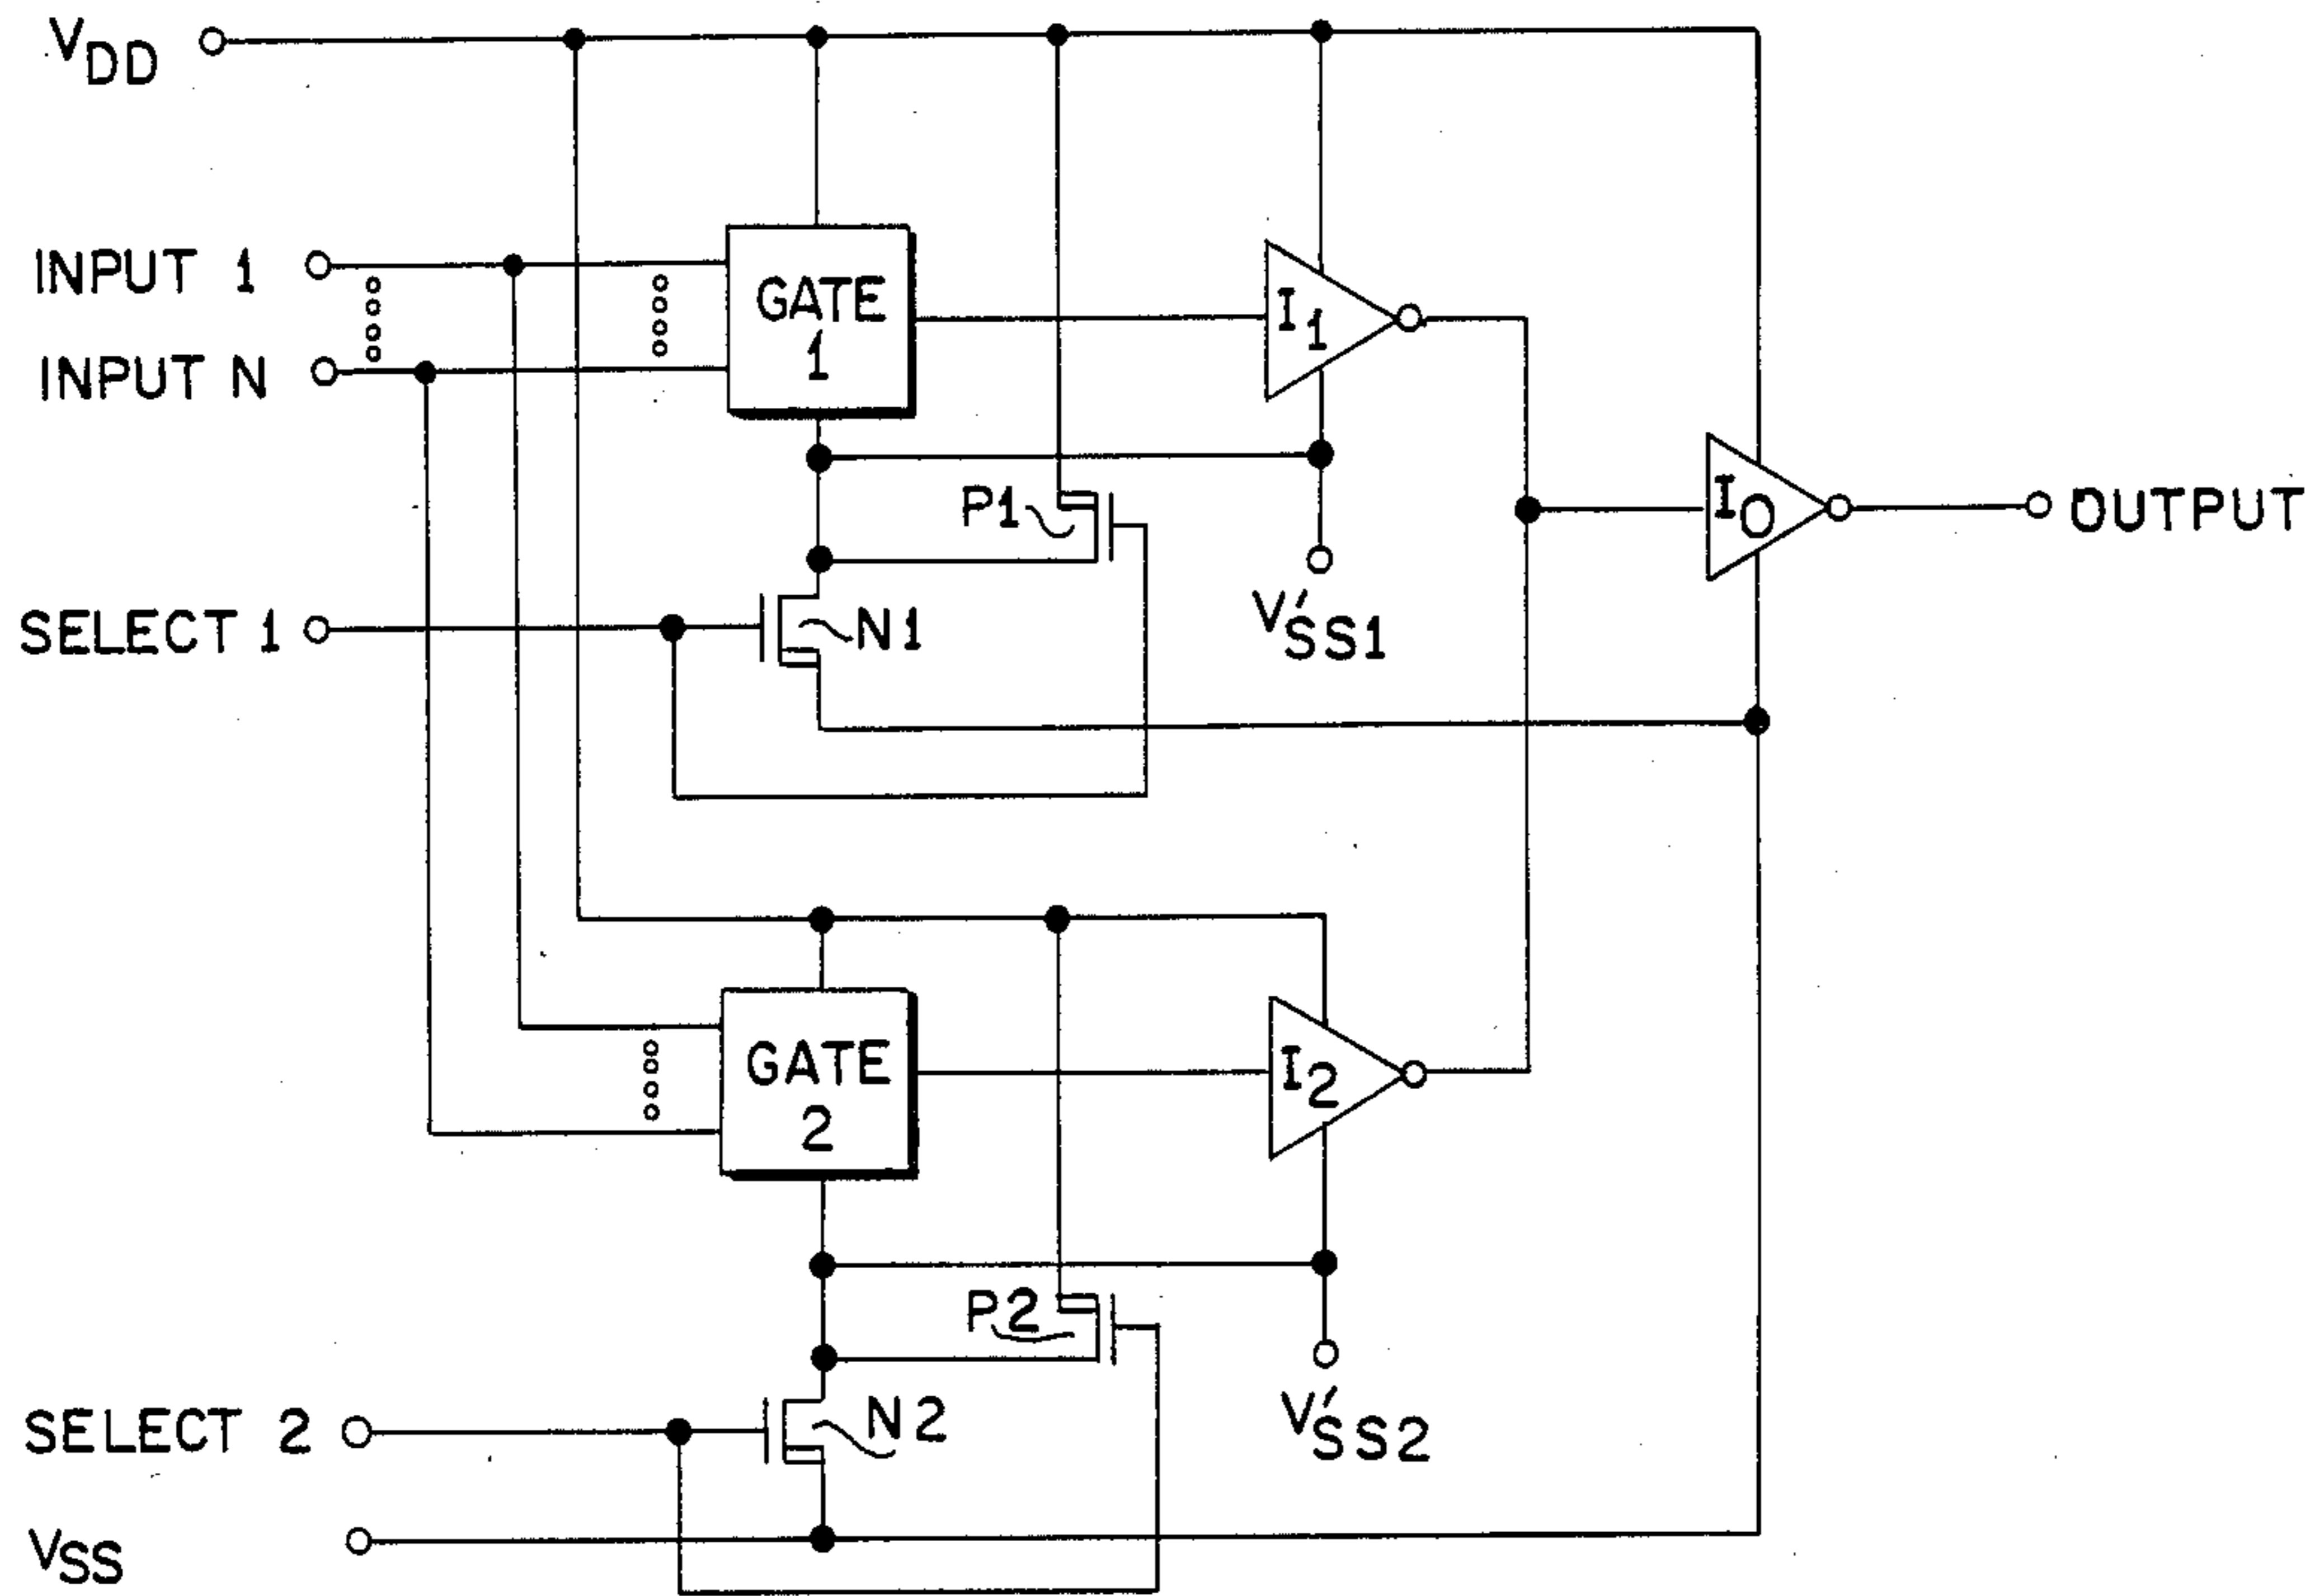 VDD
INPUT 1
GATE
1
I1
INPUT N
P1
IO
OUTPUT
SELECT 1
N1
V'SS1
GATE
2
I2
P2
SELECT 2
N2
V'SS2
VSS